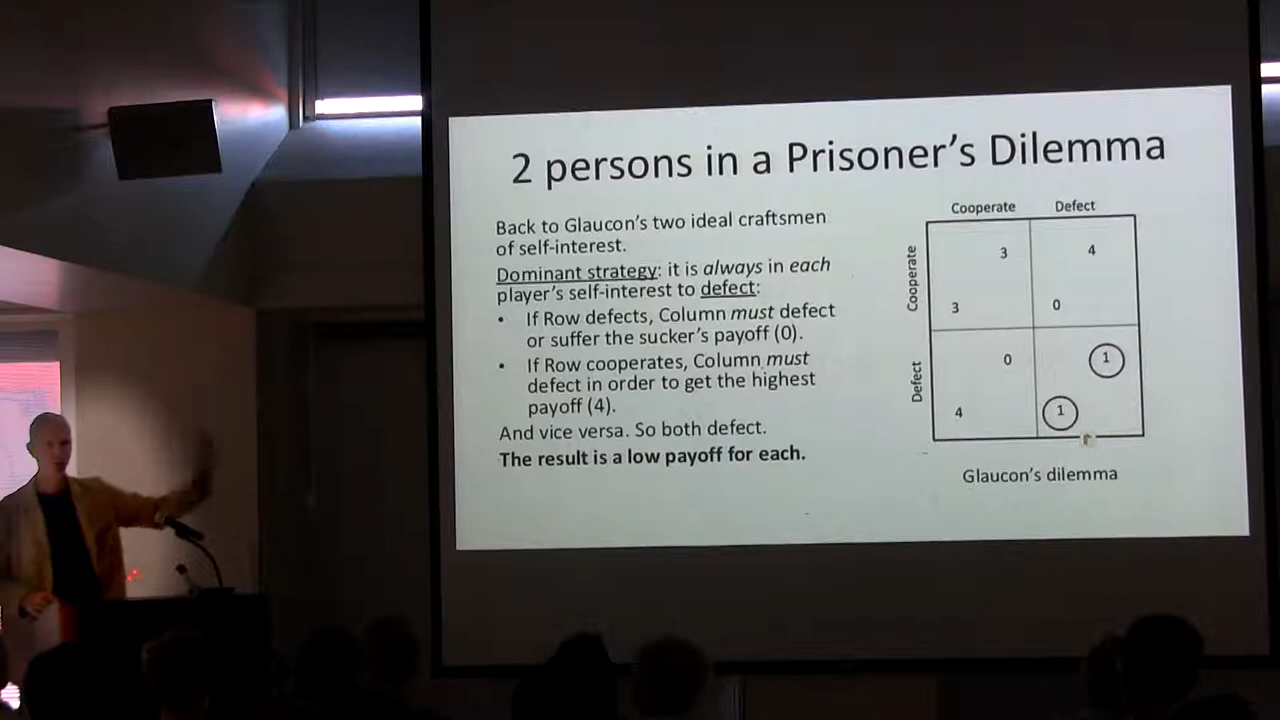 2 persons in a Prisoner's Dilemma
Back to Glaucon's two ideal craftsmen
of self-interest.
Dominant strategy: it is always in each
player's self-interest to defect:
• If Row defects, Column must defect
or suffer the sucker's payoff (0).
• If Row cooperates, Column must
defect in order to get the highest
payoff (4).
And vice versa. So both defect.
The result is a low payoff for each.
Cooperate Defect
Cooperate
3 4
3 0
Defect
0 1
4 1
Glaucon's dilemma